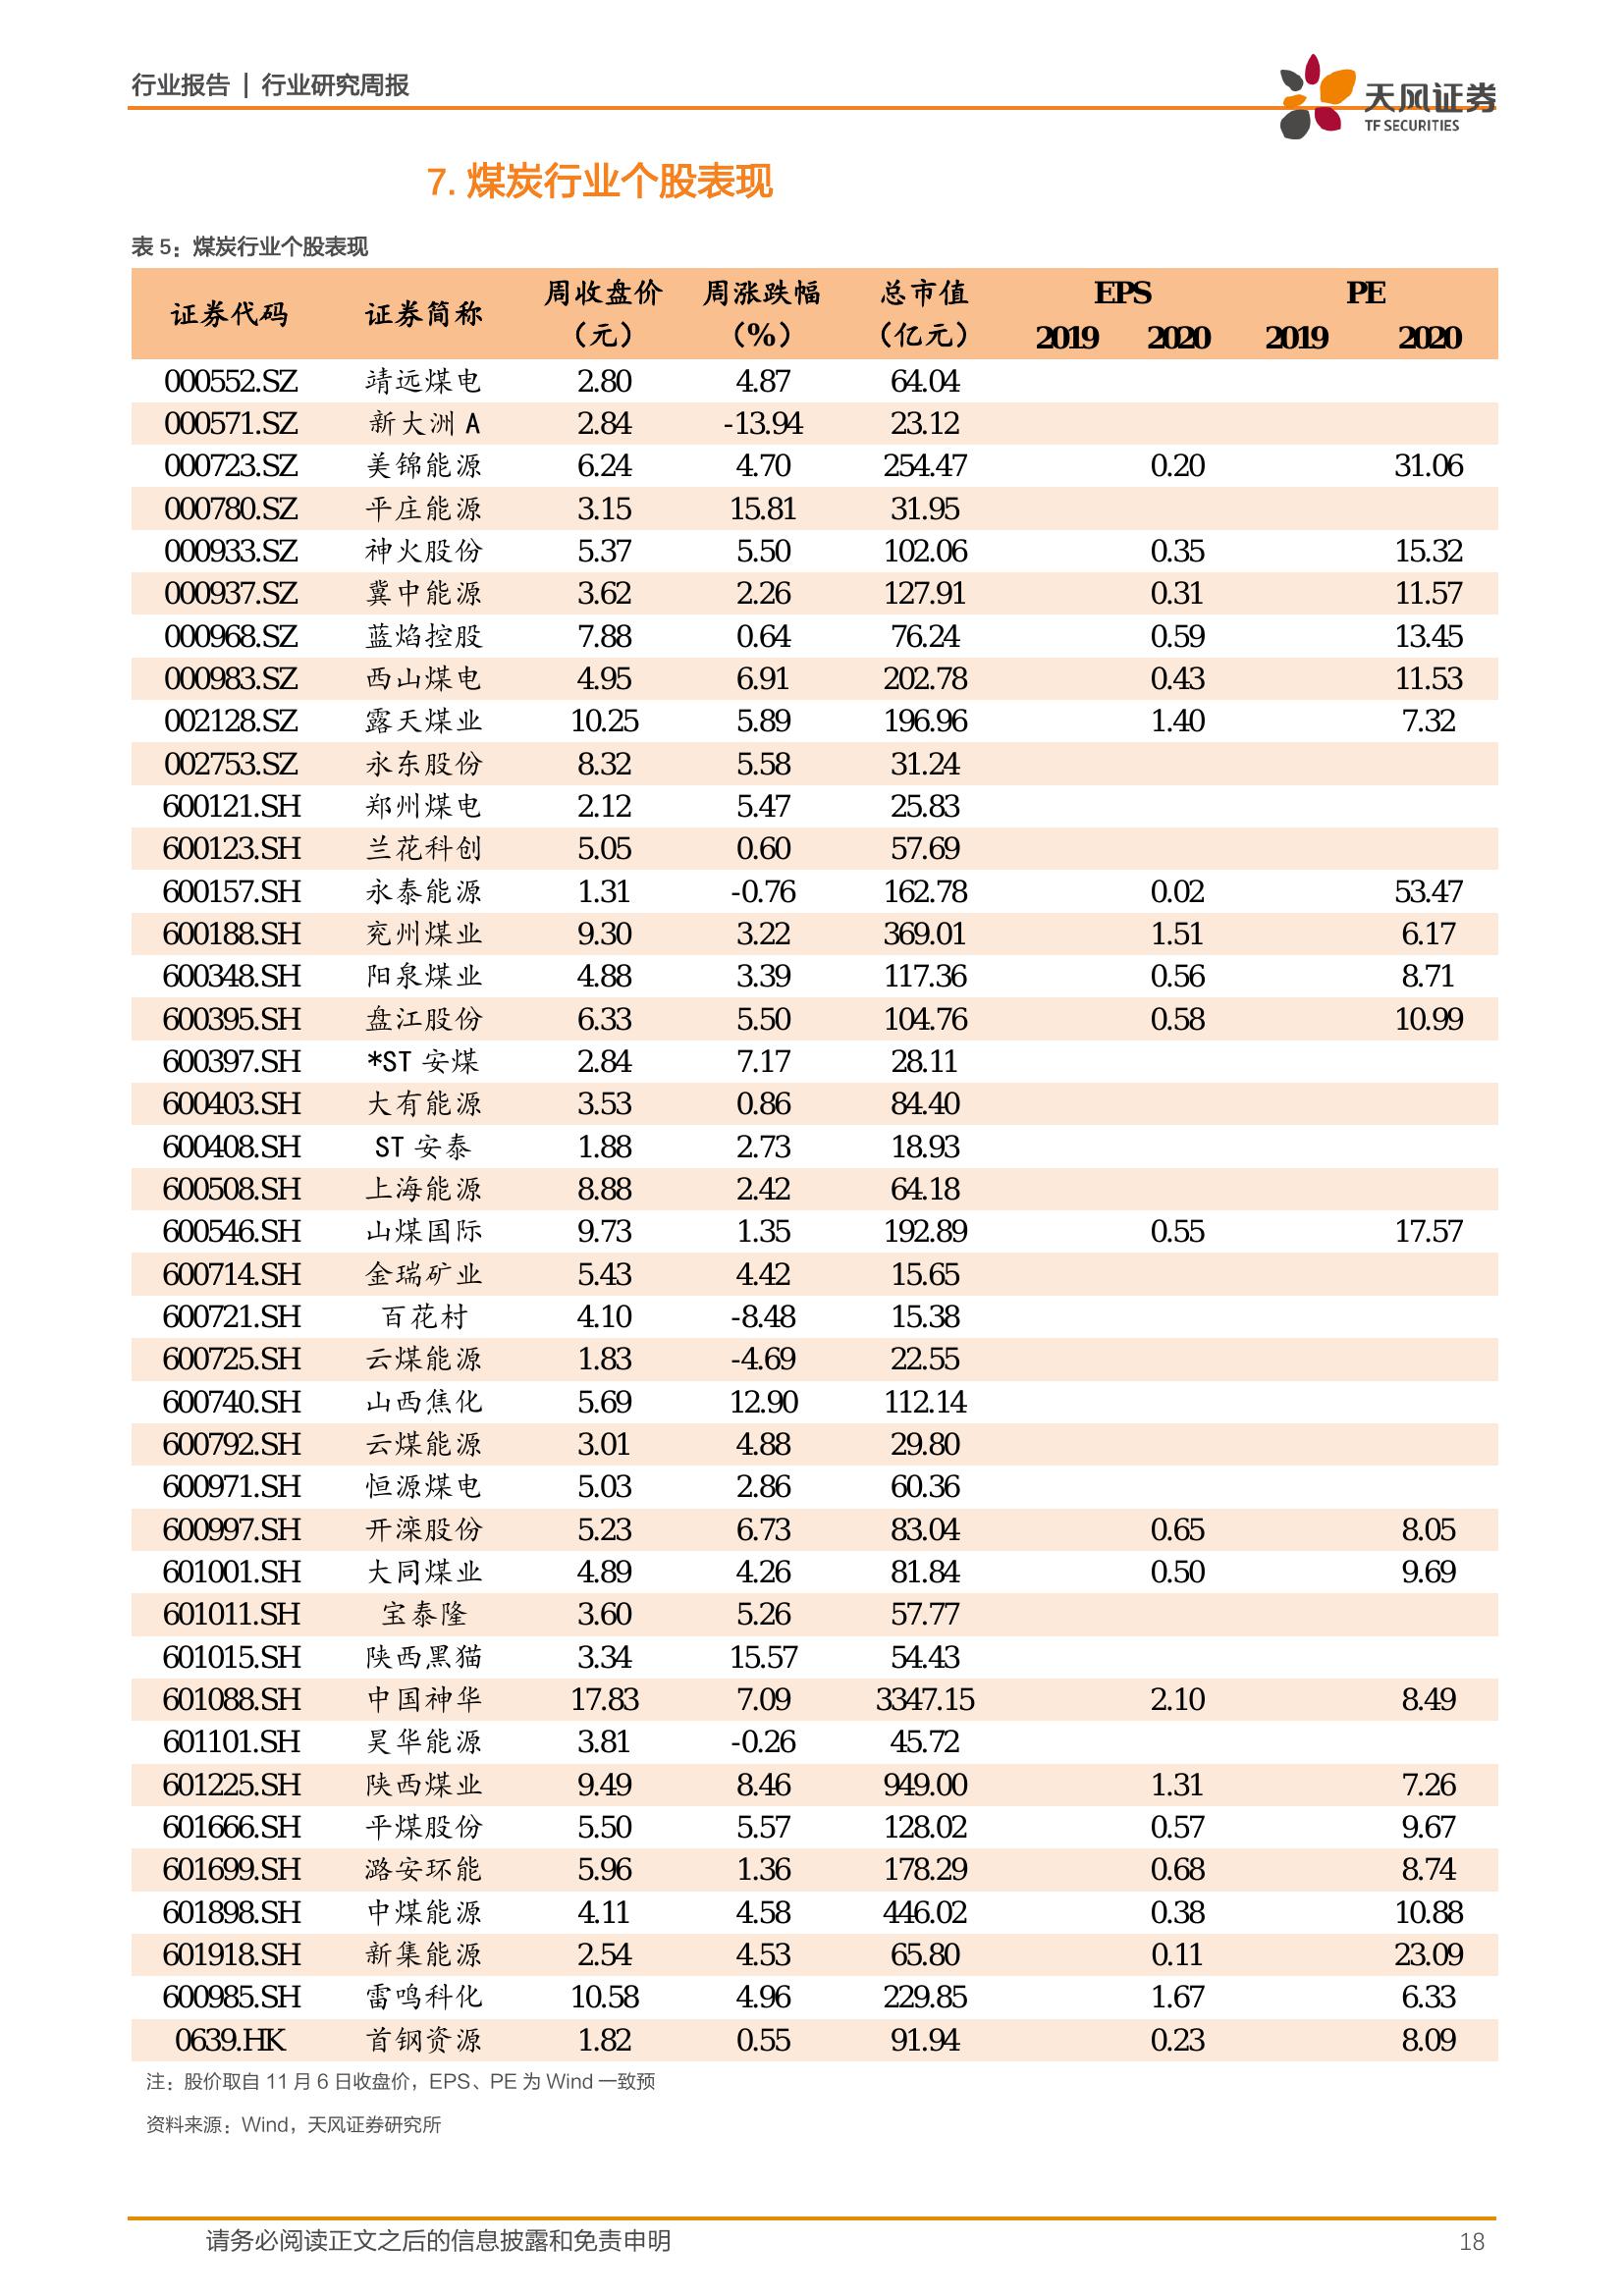 行业报告 | 行业研究周报
天风证券
TF SECURITIES
7. 煤炭行业个股表现
表 5：煤炭行业个股表现
证券代码 证券简称 周收盘价（元） 周涨跌幅（%） 总市值（亿元） EPS PE
2019 2020 2019 2020
000552.SZ 靖远煤电 2.80 4.87 64.04
000571.SZ 新大洲 A 2.84 -13.94 23.12
000723.SZ 美锦能源 6.24 4.70 254.47 0.20 31.06
000780.SZ 平庄能源 3.15 15.81 31.95
000933.SZ 神火股份 5.37 5.50 102.06 0.35 15.32
000937.SZ 冀中能源 3.62 2.26 127.91 0.31 11.57
000968.SZ 蓝焰控股 7.88 0.64 76.24 0.59 13.45
000983.SZ 西山煤电 4.95 6.91 202.78 0.43 11.53
002128.SZ 露天煤业 10.25 5.89 196.96 1.40 7.32
002753.SZ 永东股份 8.32 5.58 31.24
600121.SH 郑州煤电 2.12 5.47 25.83
600123.SH 兰花科创 5.05 0.60 57.69
600157.SH 永泰能源 1.31 -0.76 162.78 0.02 53.47
600188.SH 兖州煤业 9.30 3.22 369.01 1.51 6.17
600348.SH 阳泉煤业 4.88 3.39 117.36 0.56 8.71
600395.SH 盘江股份 6.33 5.50 104.76 0.58 10.99
600397.SH *ST 安煤 2.84 7.17 28.11
600403.SH 大有能源 3.53 0.86 84.40
600408.SH ST 安泰 1.88 2.73 18.93
600508.SH 上海能源 8.88 2.42 64.18
600546.SH 山煤国际 9.73 1.35 192.89 0.55 17.57
600714.SH 金瑞矿业 5.43 4.42 15.65
600721.SH 百花村 4.10 -8.48 15.38
600725.SH 云煤能源 1.83 -4.69 22.55
600740.SH 山西焦化 5.69 12.90 112.14
600792.SH 云煤能源 3.01 4.88 29.80
600971.SH 恒源煤电 5.03 2.86 60.36
600997.SH 开滦股份 5.23 6.73 83.04 0.65 8.05
601001.SH 大同煤业 4.89 4.26 81.84 0.50 9.69
601011.SH 宝泰隆 3.60 5.26 57.77
601015.SH 陕西黑猫 3.34 15.57 54.43
601088.SH 中国神华 17.83 7.09 3347.15 2.10 8.49
601101.SH 昊华能源 3.81 -0.26 45.72
601225.SH 陕西煤业 9.49 8.46 949.00 1.31 7.26
601666.SH 平煤股份 5.50 5.57 128.02 0.57 9.67
601699.SH 潞安环能 5.96 1.36 178.29 0.68 8.74
601898.SH 中煤能源 4.11 4.58 446.02 0.38 10.88
601918.SH 新集能源 2.54 4.53 65.80 0.11 23.09
600985.SH 雷鸣科化 10.58 4.96 229.85 1.67 6.33
0639.HK 首钢资源 1.82 0.55 91.94 0.23 8.09
注：股价取自 11 月 6 日收盘价，EPS、PE 为 Wind 一致预
资料来源：Wind，天风证券研究所
请务必阅读正文之后的信息披露和免责申明 18